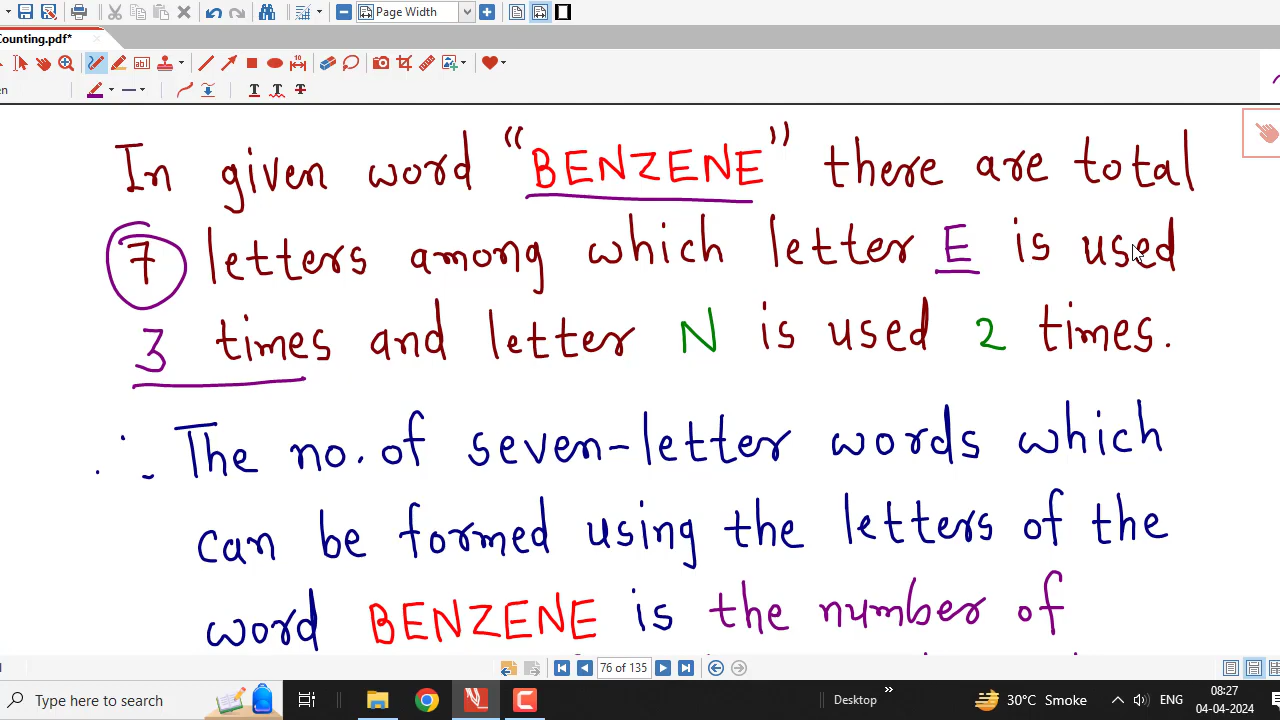 Page Width
Counting.pdf*
10
en
In given word "BENZENE" there are total
7 letters among which letter E is used
3 times and letter N is used 2 times.
∴ The no. of seven-letter words which
can be formed using the letters of the
word BENZENE is the number of
76 of 135
Type here to search
Desktop
30°C Smoke
ENG
08:27
04-04-2024